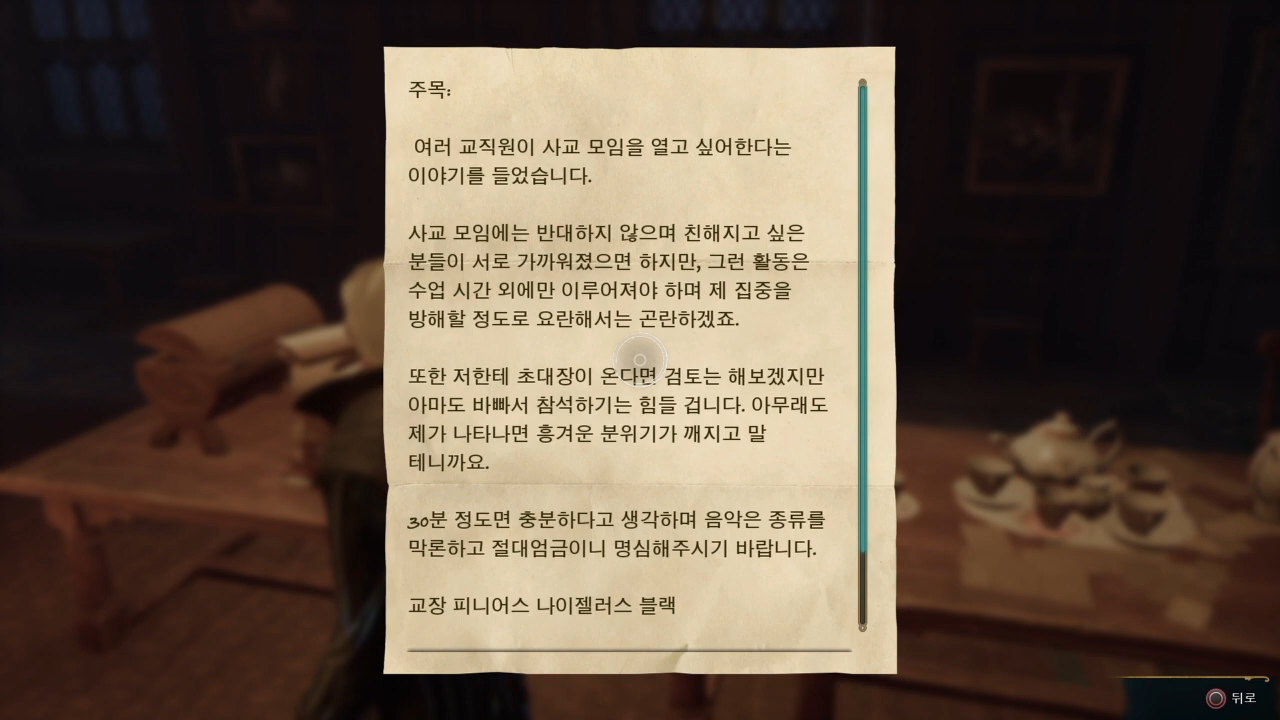 주목:
여러 교직원이 사교 모임을 열고 싶어한다는
이야기를 들었습니다.
사교 모임에는 반대하지 않으며 친해지고 싶은
분들이 서로 가까워졌으면 하지만, 그런 활동은
수업 시간 외에만 이루어져야 하며 제 집중을
방해할 정도로 요란해서는 곤란하겠죠.
또한 저한테 초대장이 온다면 검토는 해보겠지만
아마도 바빠서 참석하기는 힘들 겁니다. 아무래도
제가 나타나면 흥겨운 분위기가 깨지고 말
테니까요.
30분 정도면 충분하다고 생각하며 음악은 종류를
막론하고 절대엄금이니 명심해주시기 바랍니다.
교장 피니어스 나이젤러스 블랙
뒤로